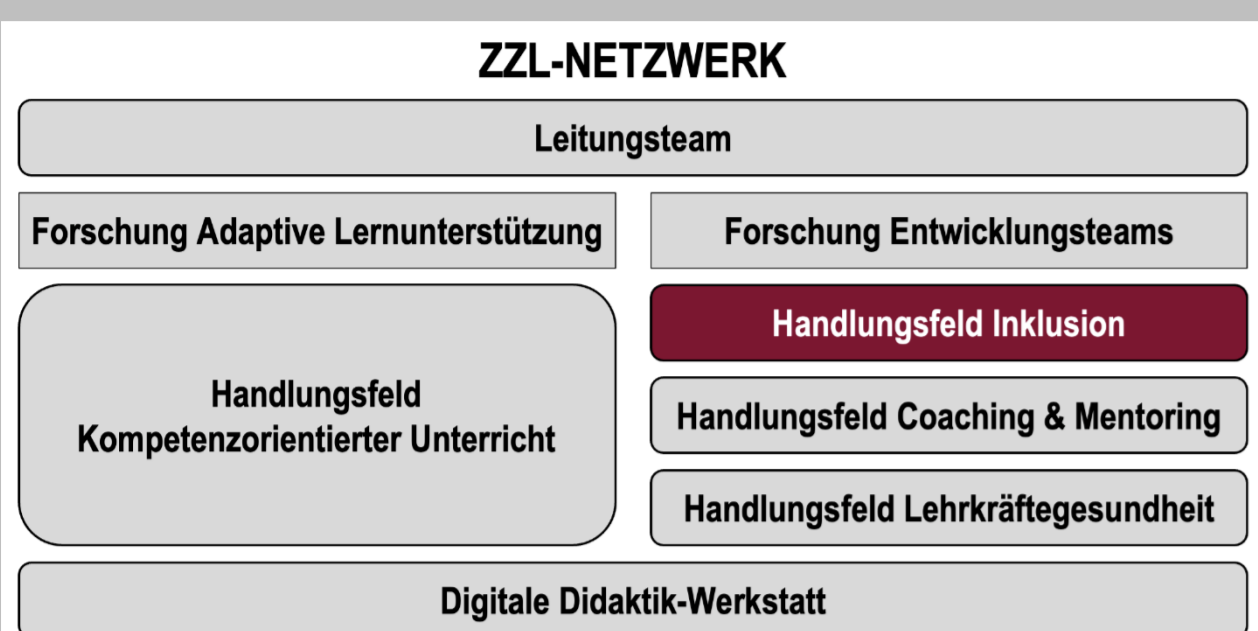 ZZL-NETZWERK
Leitungsteam
Forschung Adaptive Lernunterstützung
Forschung Entwicklungsteams
Handlungsfeld
Kompetenzorientierter Unterricht
Handlungsfeld Inklusion
Handlungsfeld Coaching & Mentoring
Handlungsfeld Lehrkräftegesundheit
Digitale Didaktik-Werkstatt